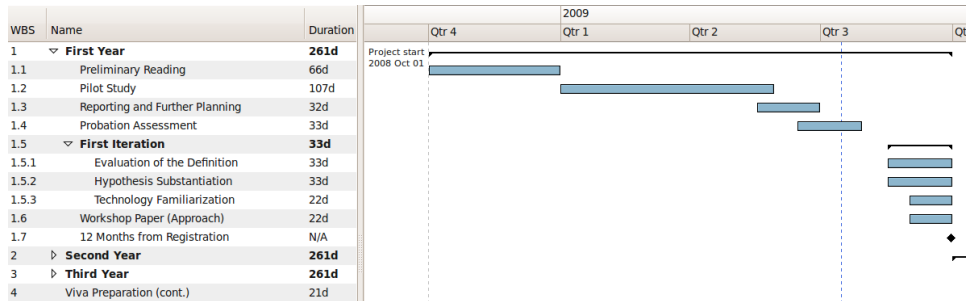 2009
WBS Name Duration Qtr 4 Qtr 1 Qtr 2 Qtr 3 Qt
1 First Year 261d Project start
2008 Oct 01
1.1 Preliminary Reading 66d
1.2 Pilot Study 107d
1.3 Reporting and Further Planning 32d
1.4 Probation Assessment 33d
1.5 First Iteration 33d
1.5.1 Evaluation of the Definition 33d
1.5.2 Hypothesis Substantiation 33d
1.5.3 Technology Familiarization 22d
1.6 Workshop Paper (Approach) 22d
1.7 12 Months from Registration N/A
2 Second Year 261d
3 Third Year 261d
4 Viva Preparation (cont.) 21d